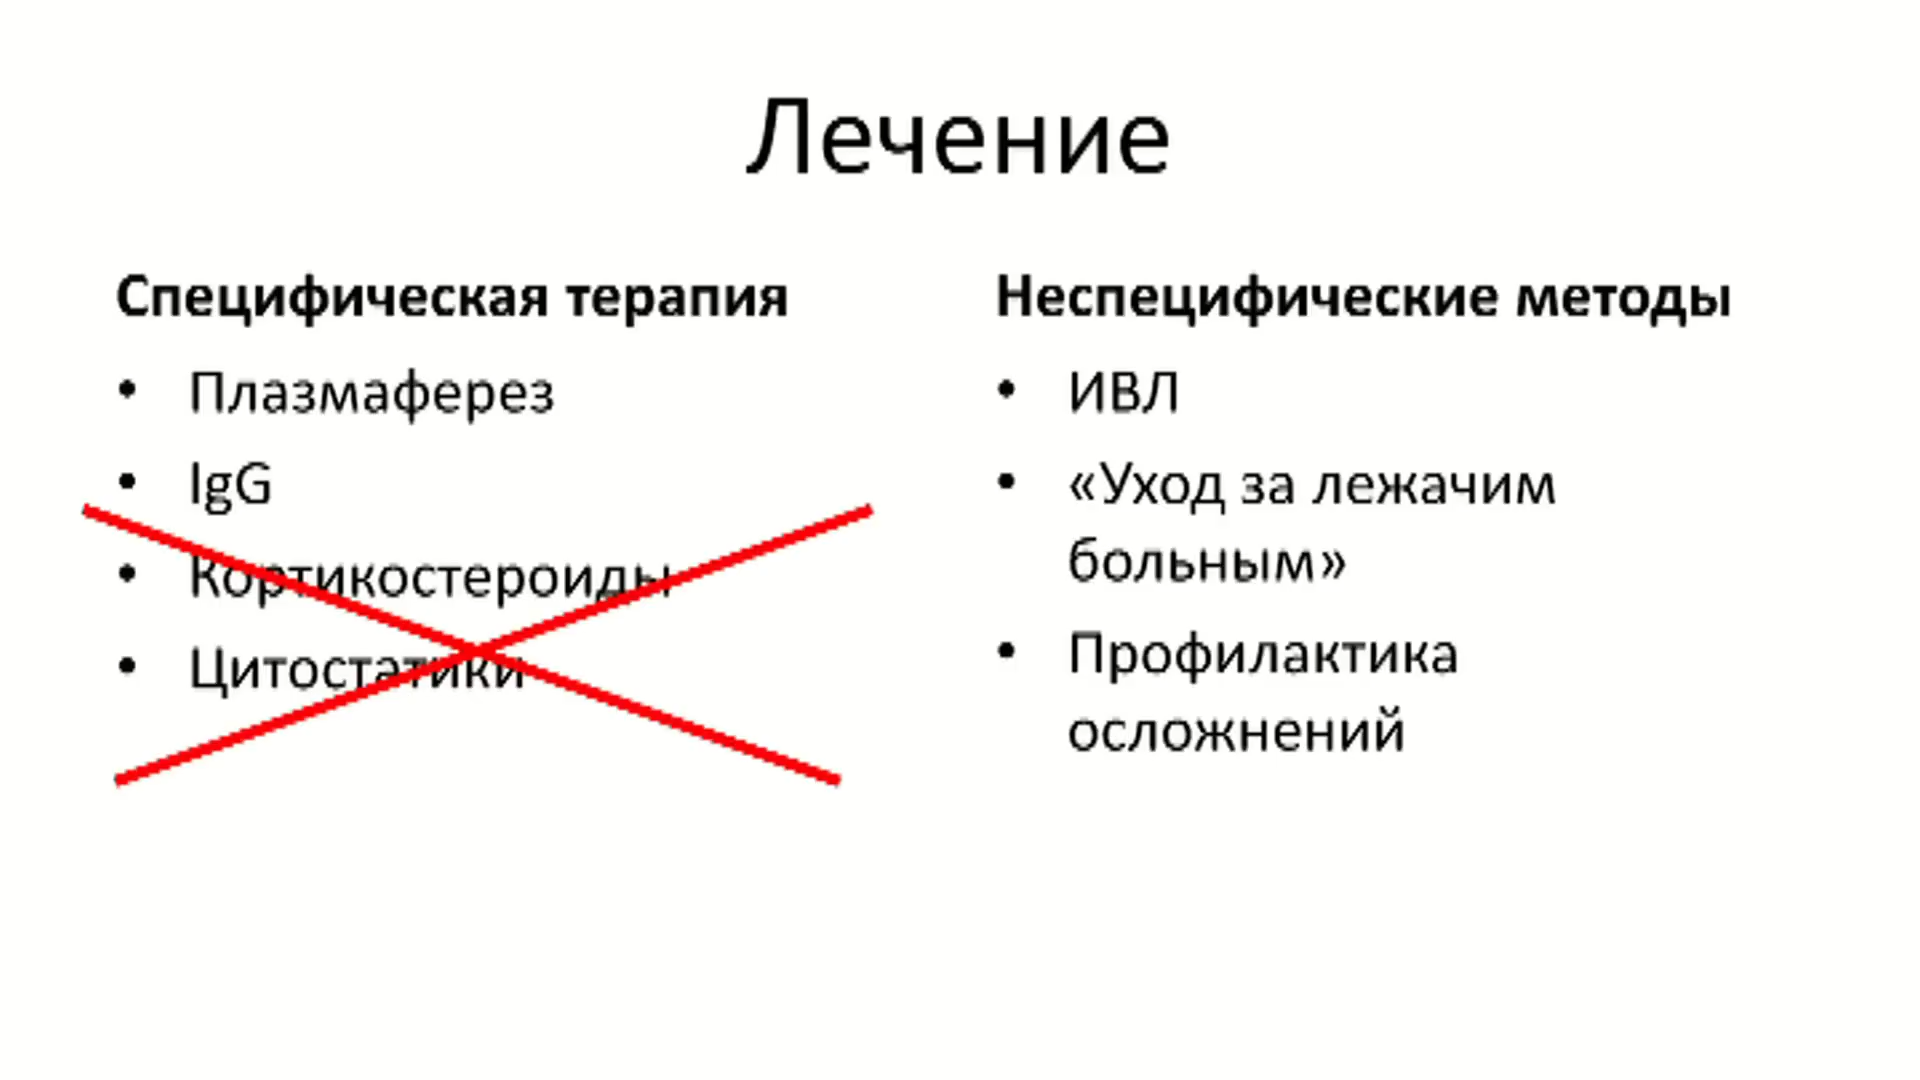 Лечение
Специфическая терапия
• Плазмаферез
• IgG
• Кортикостероиды
• Цитостатики
Неспецифические методы
• ИВЛ
• «Уход за лежачим
больным»
• Профилактика
осложнений